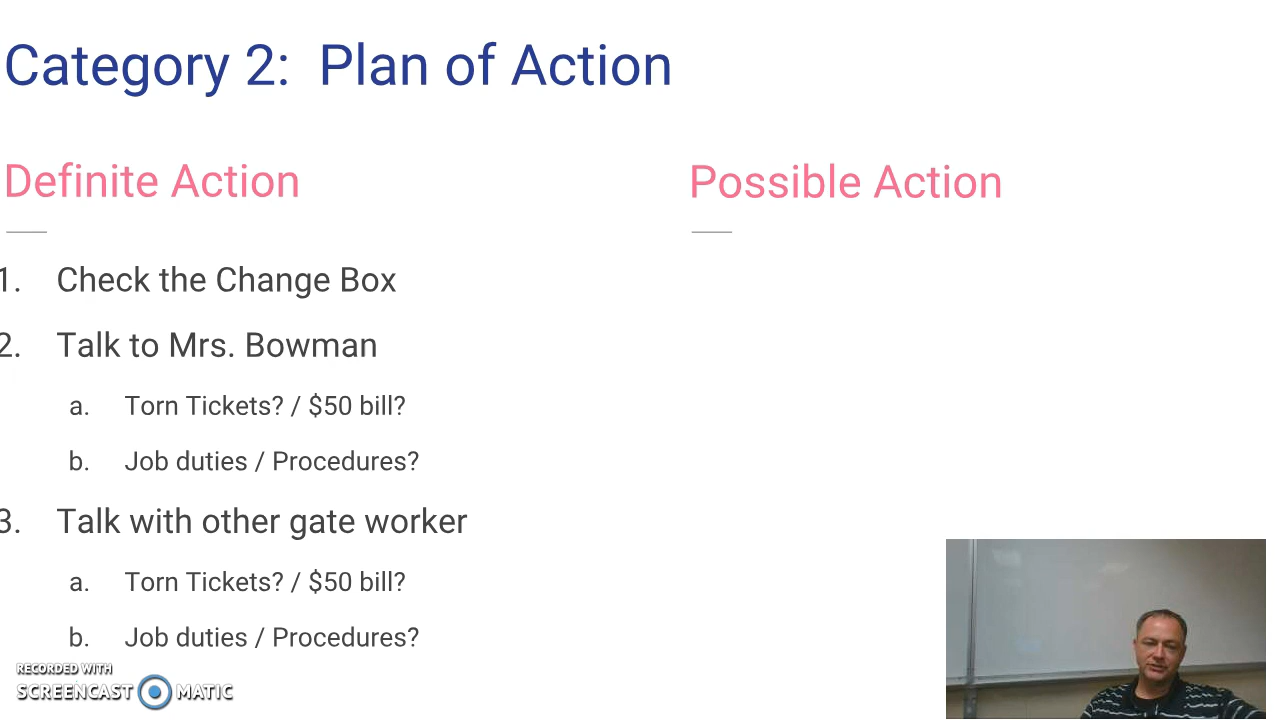 Category 2:  Plan of Action
Definite Action
Possible Action
1. Check the Change Box
2. Talk to Mrs. Bowman
a. Torn Tickets? / $50 bill?
b. Job duties / Procedures?
3. Talk with other gate worker
a. Torn Tickets? / $50 bill?
b. Job duties / Procedures?
RECORDED WITH
SCREENCAST MATIC